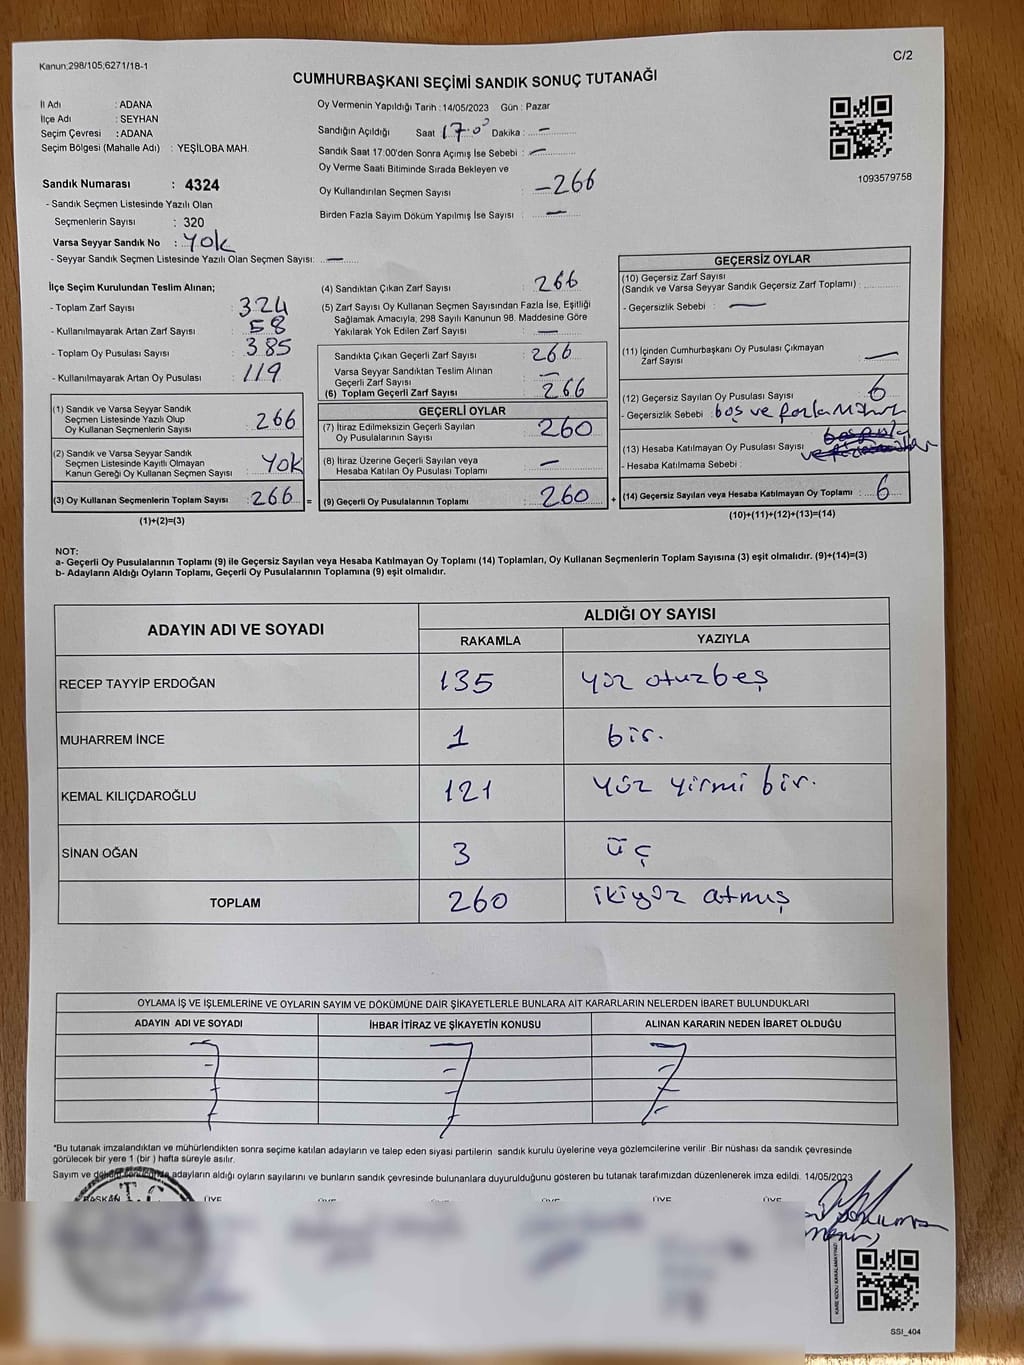 Kanun;298/105;6271/18-1
C/2
CUMHURBAŞKANI SEÇİMİ SANDIK SONUÇ TUTANAĞI
İl Adı : ADANA
İlçe Adı : SEYHAN
Seçim Çevresi : ADANA
Seçim Bölgesi (Mahalle Adı) : YEŞİLOBA MAH.
Sandık Numarası : 4324
- Sandık Seçmen Listesinde Yazılı Olan
Seçmenlerin Sayısı : 320
Varsa Seyyar Sandık No : Yok
- Seyyar Sandık Seçmen Listesinde Yazılı Olan Seçmen Sayısı: —
Oy Vermenin Yapıldığı Tarih : 14/05/2023 Gün : Pazar
Sandığın Açıldığı Saat 17.00 Dakika : —
Sandık Saat 17:00'den Sonra Açımış İse Sebebi : —
Oy Verme Saati Bitiminde Sırada Bekleyen ve
Oy Kullandırılan Seçmen Sayısı : —266
Birden Fazla Sayım Döküm Yapılmış İse Sayısı : —
1093579758
İlçe Seçim Kurulundan Teslim Alınan;
- Toplam Zarf Sayısı : 324
- Kullanılmayarak Artan Zarf Sayısı : 58
- Toplam Oy Pusulası Sayısı : 385
- Kullanılmayarak Artan Oy Pusulası : 119
(1) Sandık ve Varsa Seyyar Sandık
Seçmen Listesinde Yazılı Olup
Oy Kullanan Seçmenlerin Sayısı : 266
(2) Sandık ve Varsa Seyyar Sandık
Seçmen Listesinde Kayıtlı Olmayan
Kanun Gereği Oy Kullanan Seçmen Sayısı : Yok
(3) Oy Kullanan Seçmenlerin Toplam Sayısı : 266 =
(1)+(2)=(3)
(4) Sandıktan Çıkan Zarf Sayısı : 266
(5) Zarf Sayısı Oy Kullanan Seçmen Sayısından Fazla İse, Eşitliği
Sağlamak Amacıyla; 298 Sayılı Kanunun 98. Maddesine Göre
Yakılarak Yok Edilen Zarf Sayısı : —
Sandıkta Çıkan Geçerli Zarf Sayısı : 266
Varsa Seyyar Sandıktan Teslim Alınan
Geçerli Zarf Sayısı : —
(6) Toplam Geçerli Zarf Sayısı : 266
GEÇERLİ OYLAR
(7) İtiraz Edilmeksizin Geçerli Sayılan
Oy Pusulalarının Sayısı : 260
(8) İtiraz Üzerine Geçerli Sayılan veya
Hesaba Katılan Oy Pusulası Toplamı : —
(9) Geçerli Oy Pusulalarının Toplamı : 260 +
GEÇERSİZ OYLAR
(10) Geçersiz Zarf Sayısı
(Sandık ve Varsa Seyyar Sandık Geçersiz Zarf Toplamı) :
- Geçersizlik Sebebi : —
(11) İçinden Cumhurbaşkanı Oy Pusulası Çıkmayan
Zarf Sayısı : —
(12) Geçersiz Sayılan Oy Pusulası Sayısı : 6
- Geçersizlik Sebebi : boş ve fazla Mühür
(13) Hesaba Katılmayan Oy Pusulası Sayısı
- Hesaba Katılmama Sebebi :
(14) Geçersiz Sayılan veya Hesaba Katılmayan Oy Toplamı : 6
(10)+(11)+(12)+(13)=(14)
NOT:
a- Geçerli Oy Pusulalarının Toplamı (9) ile Geçersiz Sayılan veya Hesaba Katılmayan Oy Toplamı (14) Toplamları, Oy Kullanan Seçmenlerin Toplam Sayısına (3) eşit olmalıdır. (9)+(14)=(3)
b- Adayların Aldığı Oyların Toplamı, Geçerli Oy Pusulalarının Toplamına (9) eşit olmalıdır.
ADAYIN ADI VE SOYADI
ALDIĞI OY SAYISI
RAKAMLA YAZIYLA
RECEP TAYYİP ERDOĞAN 135 Yüz otuzbeş
MUHARREM İNCE 1 bir.
KEMAL KILIÇDAROĞLU 121 Yüz yirmi bir.
SİNAN OĞAN 3 üç
TOPLAM 260 ikiyüz atmış
OYLAMA İŞ VE İŞLEMLERİNE VE OYLARIN SAYIM VE DÖKÜMÜNE DAİR ŞİKAYETLERLE BUNLARA AİT KARARLARIN NELERDEN İBARET BULUNDUKLARI
ADAYIN ADI VE SOYADI İHBAR İTİRAZ VE ŞİKAYETİN KONUSU ALINAN KARARIN NEDEN İBARET OLDUĞU
*Bu tutanak imzalandıktan ve mühürlendikten sonra seçime katılan adayların ve talep eden siyasi partilerin sandık kurulu üyelerine veya gözlemcilerine verilir. Bir nüshası da sandık çevresinde
görülecek bir yere 1 (bir ) hafta süreyle asılır.
Sayım ve döküm sonucunda adayların aldığı oyların sayılarını ve bunların sandık çevresinde bulunanlara duyurulduğunu gösteren bu tutanak tarafımızdan düzenlenerek imza edildi. 14/05/2023
T.C.
BAŞKAN ÜYE ÜYE ÜYE ÜYE ÜYE
KARE KODU KARALAMAYINIZ!
SSI_404